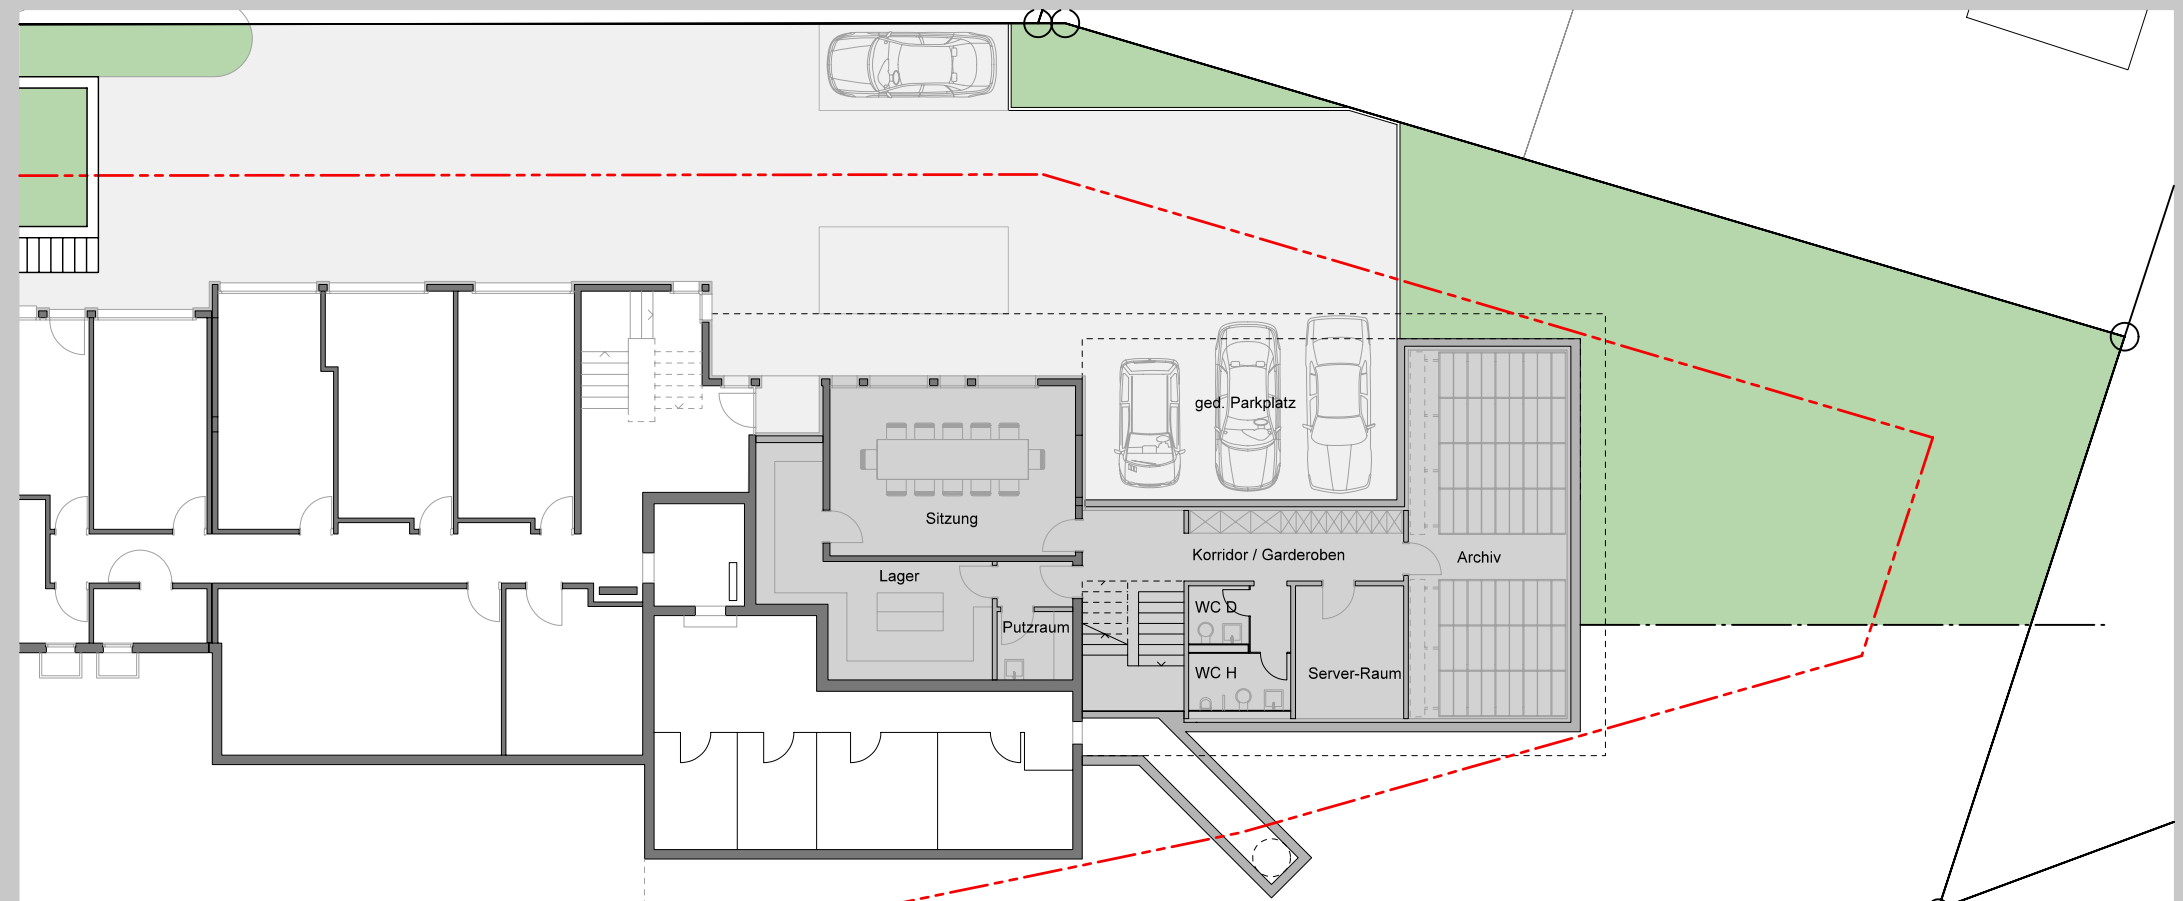 ged. Parkplatz
Sitzung
Korridor / Garderoben
Archiv
Lager
WC D
Putzraum
WC H
Server-Raum